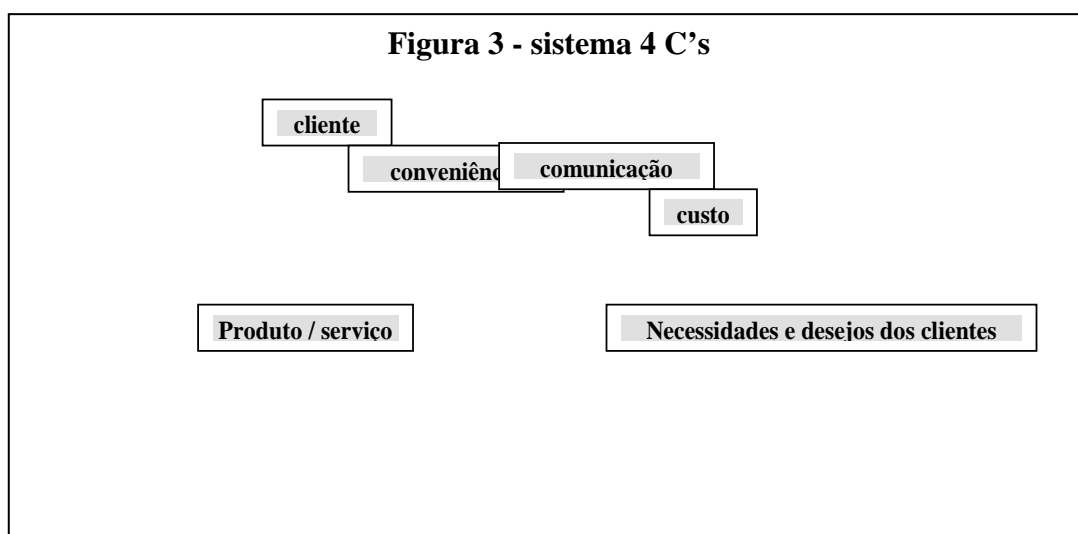 Figura 3 - sistema 4 C’s
cliente
conveniênc
comunicação
custo
Produto / serviço
Necessidades e desejos dos clientes